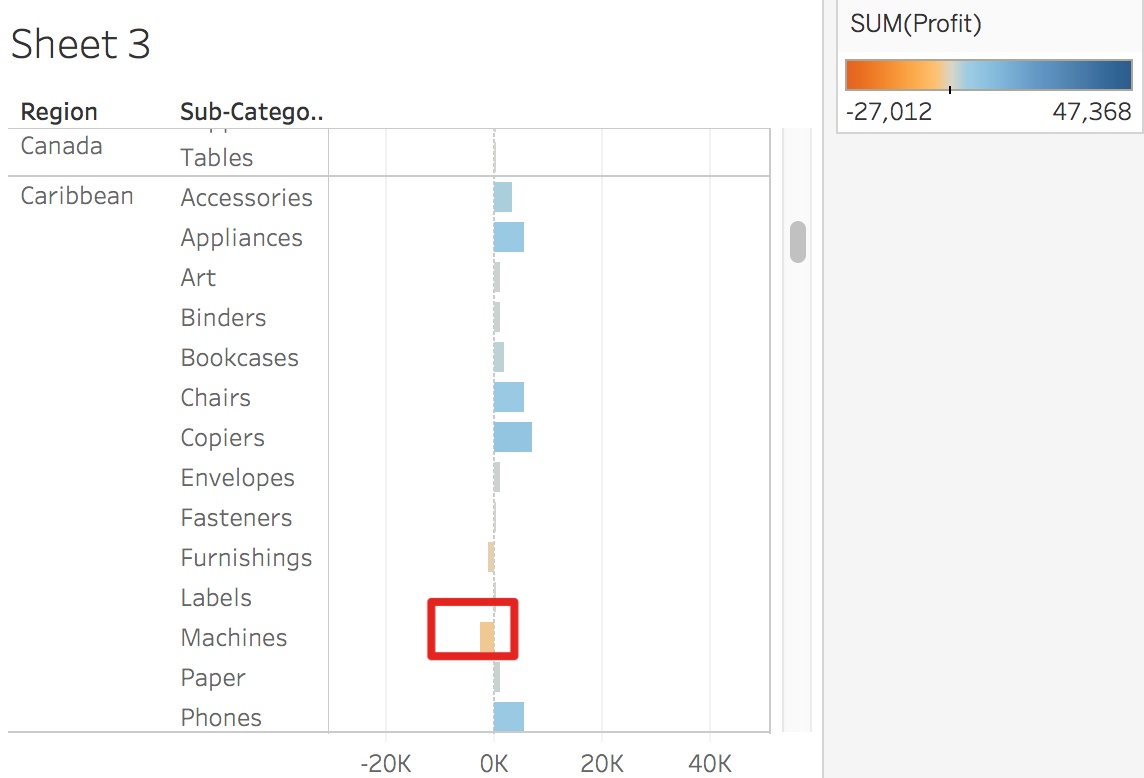 Sheet 3
SUM(Profit)
-27,012 47,368
Region Sub-Catego..
Canada
Tables
Caribbean Accessories
Appliances
Art
Binders
Bookcases
Chairs
Copiers
Envelopes
Fasteners
Furnishings
Labels
Machines
Paper
Phones
-20K 0K 20K 40K